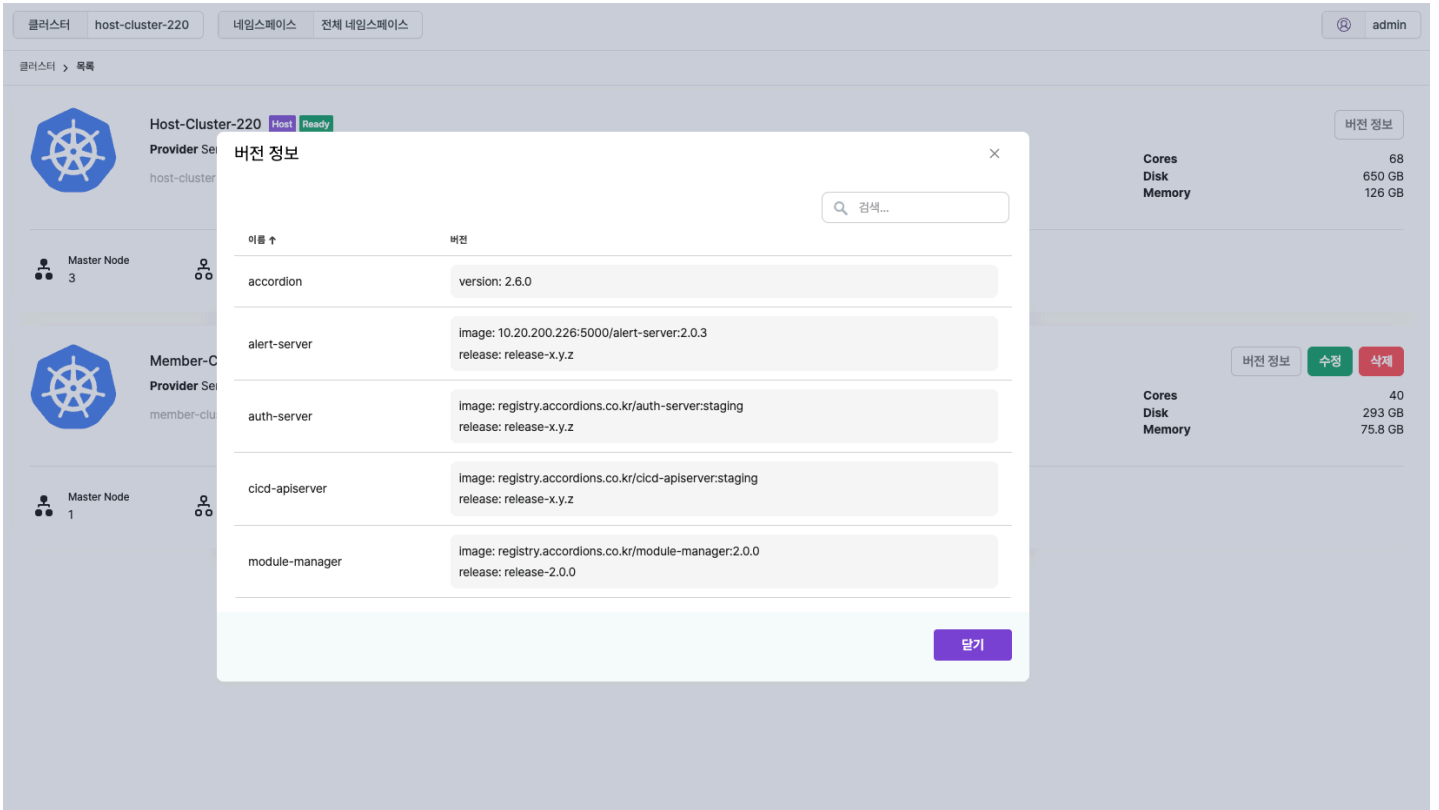 클러스터 host-cluster-220 네임스페이스 전체 네임스페이스 admin
클러스터 > 목록
Host-Cluster-220 Host Ready
버전 정보
Provider
host-cluster
Cores 68
Disk 650 GB
Memory 126 GB
Master Node
3
버전 정보
검색...
이름 ↑ 버전
accordion
version: 2.6.0
alert-server
image: 10.20.200.226:5000/alert-server:2.0.3
release: release-x.y.z
auth-server
image: registry.accordions.co.kr/auth-server:staging
release: release-x.y.z
cicd-apiserver
image: registry.accordions.co.kr/cicd-apiserver:staging
release: release-x.y.z
module-manager
image: registry.accordions.co.kr/module-manager:2.0.0
release: release-2.0.0
닫기
Member-C
버전 정보 수정 삭제
Provider
member-clu
Cores 40
Disk 293 GB
Memory 75.8 GB
Master Node
1